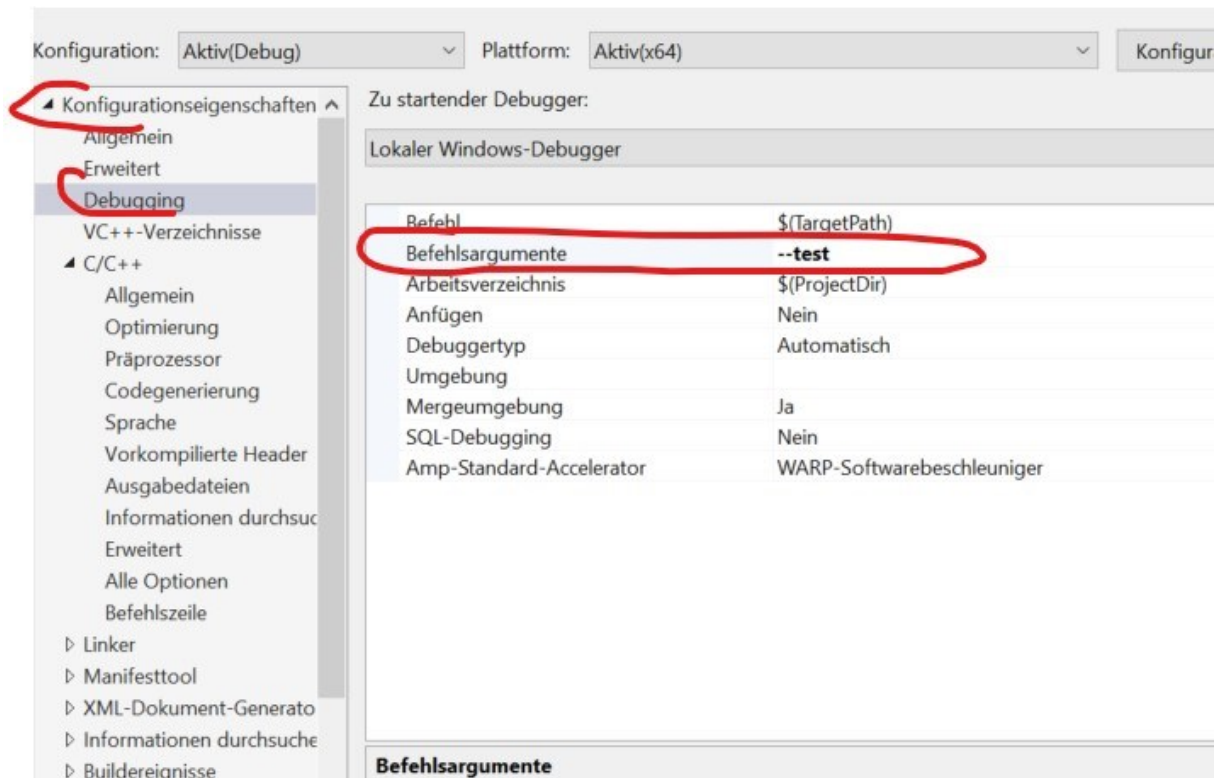 Konfiguration: Aktiv(Debug) Plattform: Aktiv(x64) Konfigur
Konfigurationseigenschaften
Allgemein
Erweitert
Debugging
VC++-Verzeichnisse
C/C++
Allgemein
Optimierung
Präprozessor
Codegenerierung
Sprache
Vorkompilierte Header
Ausgabedateien
Informationen durchsuc
Erweitert
Alle Optionen
Befehlszeile
Linker
Manifesttool
XML-Dokument-Generato
Informationen durchsuche
Buildereignisse
Zu startender Debugger:
Lokaler Windows-Debugger
Befehl $(TargetPath)
Befehlsargumente --test
Arbeitsverzeichnis $(ProjectDir)
Anfügen Nein
Debuggertyp Automatisch
Umgebung
Mergeumgebung Ja
SQL-Debugging Nein
Amp-Standard-Accelerator WARP-Softwarebeschleuniger
Befehlsargumente